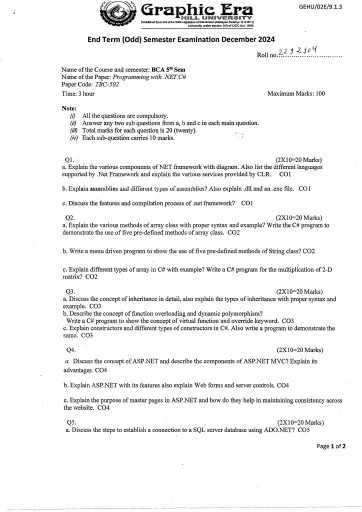 GEHU/02E/9.1.3
Graphic Era
HILL UNIVERSITY
End Term (Odd) Semester Examination December 2024
Roll no.
Name of the Course and semester: BCA 5th Sem
Name of the Paper: Programming with .NET C#
Paper Code: TBC-502
Time: 3 hour Maximum Marks: 100
Note:
(i) All the questions are compulsory.
(ii) Answer any two sub questions from a, b and c in each main question.
(iii) Total marks for each question is 20 (twenty).
(iv) Each sub-question carries 10 marks.
Q1. (2X10=20 Marks)
a. Explain the various components of NET framework with diagram. Also list the different languages
supported by .Net Framework and explain the various services provided by CLR. CO1
b. Explain assemblies and different types of assemblies? Also explain .dll and an .exe file. CO1
c. Discuss the features and compilation process of .net framework? CO1
Q2. (2X10=20 Marks)
a. Explain the various methods of array class with proper syntax and example? Write the C# program to
demonstrate the use of five pre-defined methods of array class. CO2
b. Write a menu driven program to show the use of five pre-defined methods of String class? CO2
c. Explain different types of array in C# with example? Write a C# program for the multiplication of 2-D
matrix? CO2
Q3. (2X10=20 Marks)
a. Discuss the concept of inheritance in detail, also explain the types of inheritance with proper syntax and
example. CO3
b. Describe the concept of function overloading and dynamic polymorphism?
Write a C# program to show the concept of virtual function and override keyword. CO3
c. Explain constructors and different types of constructors in C#. Also write a program to demonstrate the
same. CO3
Q4. (2X10=20 Marks)
a. Discuss the concept of ASP.NET and describe the components of ASP.NET MVC? Explain its
advantages. CO4
b. Explain ASP.NET with its features also explain Web forms and server controls. CO4
c. Explain the purpose of master pages in ASP.NET and how do they help in maintaining consistency across
the website. CO4
Q5. (2X10=20 Marks)
a. Discuss the steps to establish a connection to a SQL server database using ADO.NET? CO5
Page 1 of 2